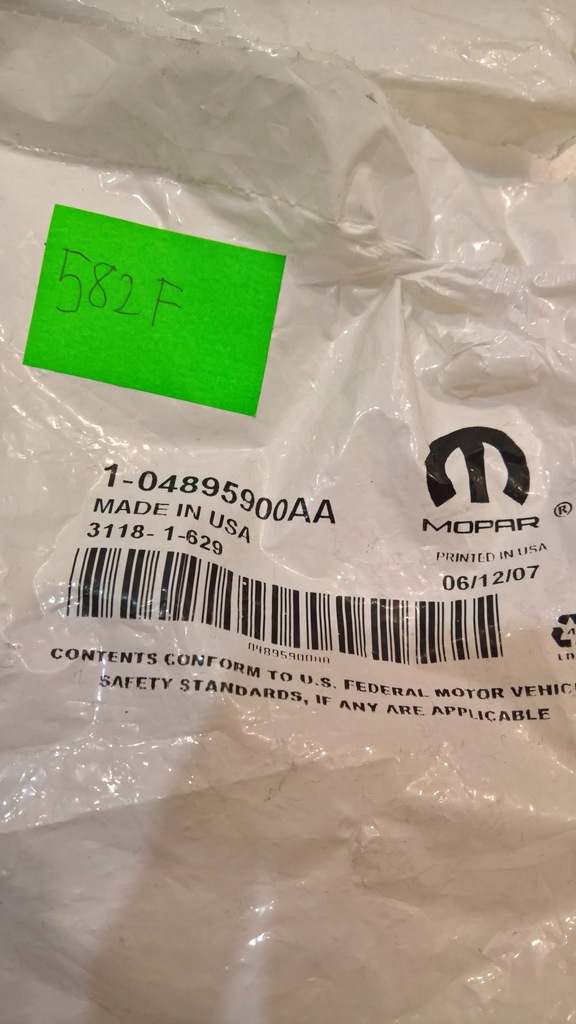 582F
1-04895900AA
MADE IN USA
3118- 1-629
MOPAR ®
PRINTED IN USA
06/12/07
CONTENTS CONFORM TO U.S. FEDERAL MOTOR
SAFETY STANDARDS, IF ANY ARE APPLICABLE